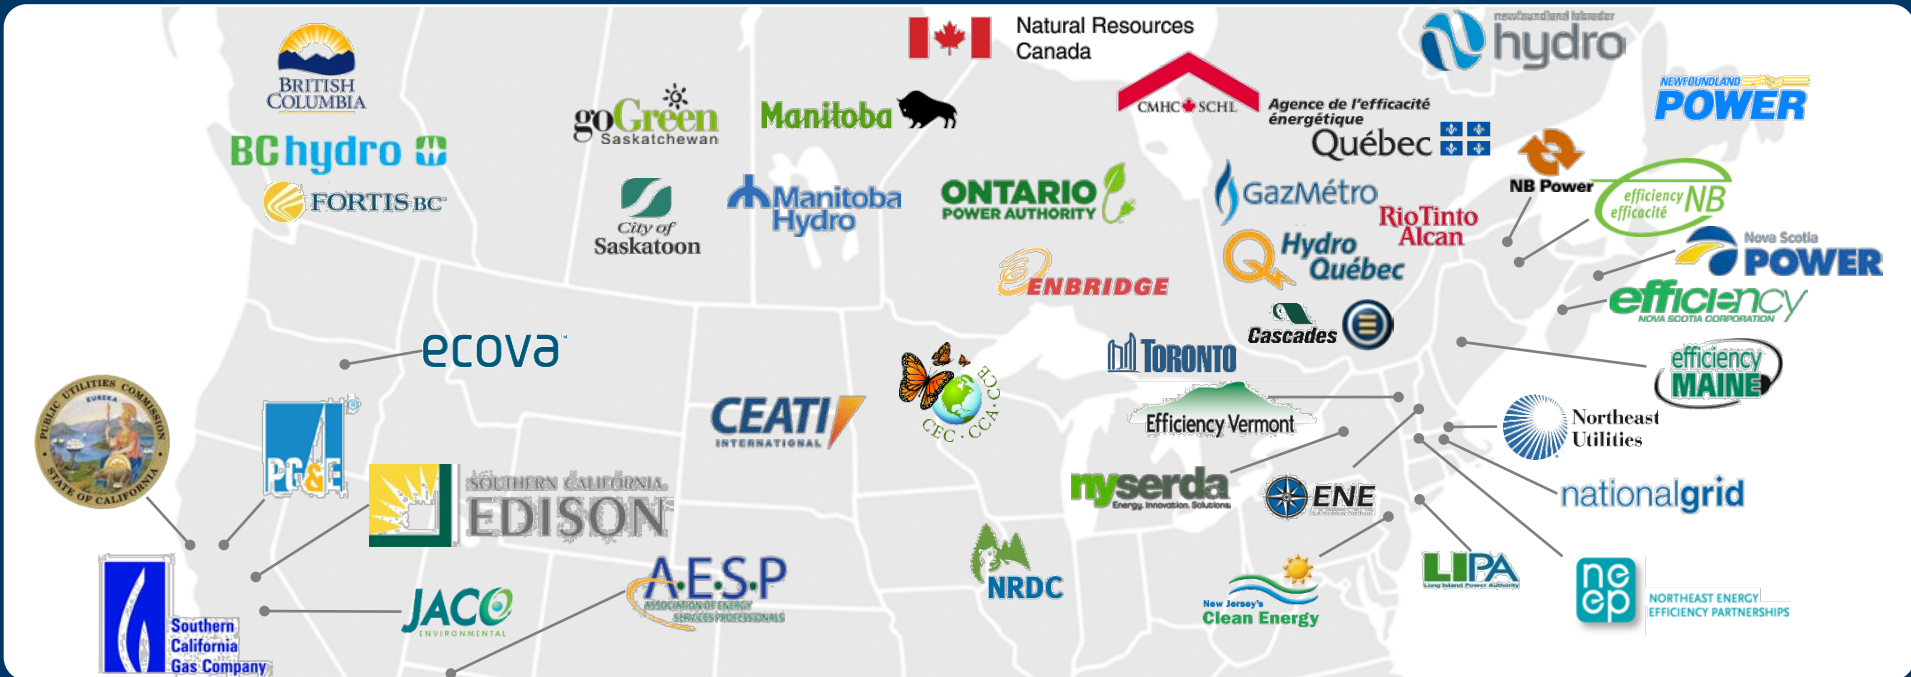 Natural Resources
Canada
newfoundland labrador
hydro
BRITISH
COLUMBIA
goGreen
Saskatchewan
Manitoba
CMHC SCHL
Agence de l'efficacité
énergétique
Québec
NEWFOUNDLAND
POWER
BC hydro
FORTIS BC
City of
Saskatoon
Manitoba
Hydro
ONTARIO
POWER AUTHORITY
GazMétro
RioTinto
Alcan
NB Power
efficiency
efficacité NB
Hydro
Québec
Nova Scotia
POWER
ENBRIDGE
efficiency
NOVA SCOTIA CORPORATION
Cascades
ecova
TORONTO
efficiency
MAINE
PUBLIC UTILITIES COMMISSION
EUREKA
STATE OF CALIFORNIA
PG&E
CEATI
INTERNATIONAL
CEC · CCA · CCE
Efficiency Vermont
Northeast
Utilities
SOUTHERN CALIFORNIA
EDISON
nyserda
Energy. Innovation. Solutions.
ENE
nationalgrid
A·E·S·P
ASSOCIATION OF ENERGY
SERVICES PROFESSIONALS
NRDC
JACO
ENVIRONMENTAL
New Jersey's
Clean Energy
LIPA
Long Island Power Authority
neep
NORTHEAST ENERGY
EFFICIENCY PARTNERSHIPS
Southern
California
Gas Company